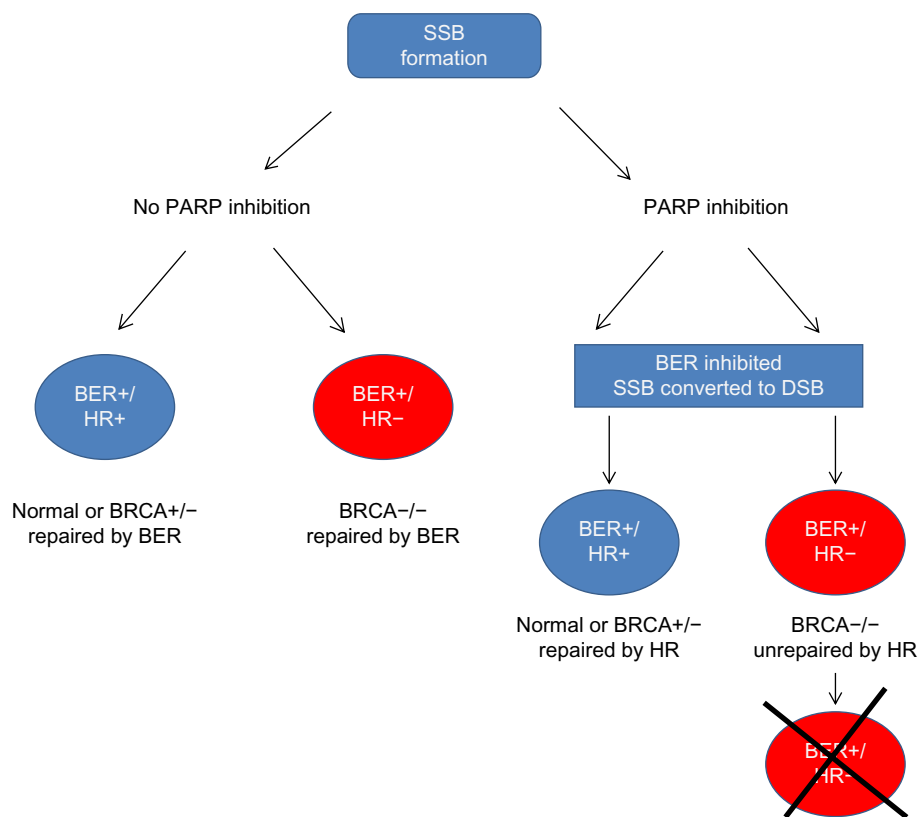 SSB
formation
No PARP inhibition
PARP inhibition
BER+/
HR+
BER+/
HR−
BER inhibited
SSB converted to DSB
Normal or BRCA+/−
repaired by BER
BRCA−/−
repaired by BER
BER+/
HR+
BER+/
HR−
Normal or BRCA+/−
repaired by HR
BRCA−/−
unrepaired by HR
BER+/
HR−